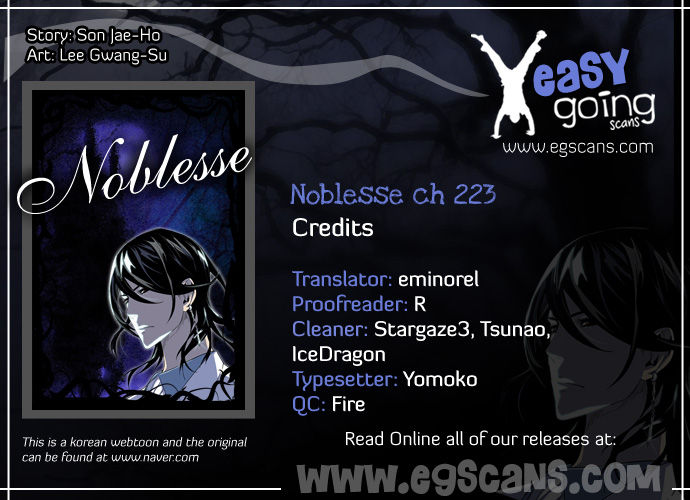 Story: Son Jae-Ho
Art: Lee Gwang-Su
easy
going
scans
www.egscans.com
Noblesse
Noblesse ch 223
Credits
Translator: eminorel
Proofreader: R
Cleaner: Stargaze3, Tsunao,
IceDragon
Typesetter: Yomoko
QC: Fire
Read Online all of our releases at:
This is a korean webtoon and the original
can be found at www.naver.com
www.egscans.com